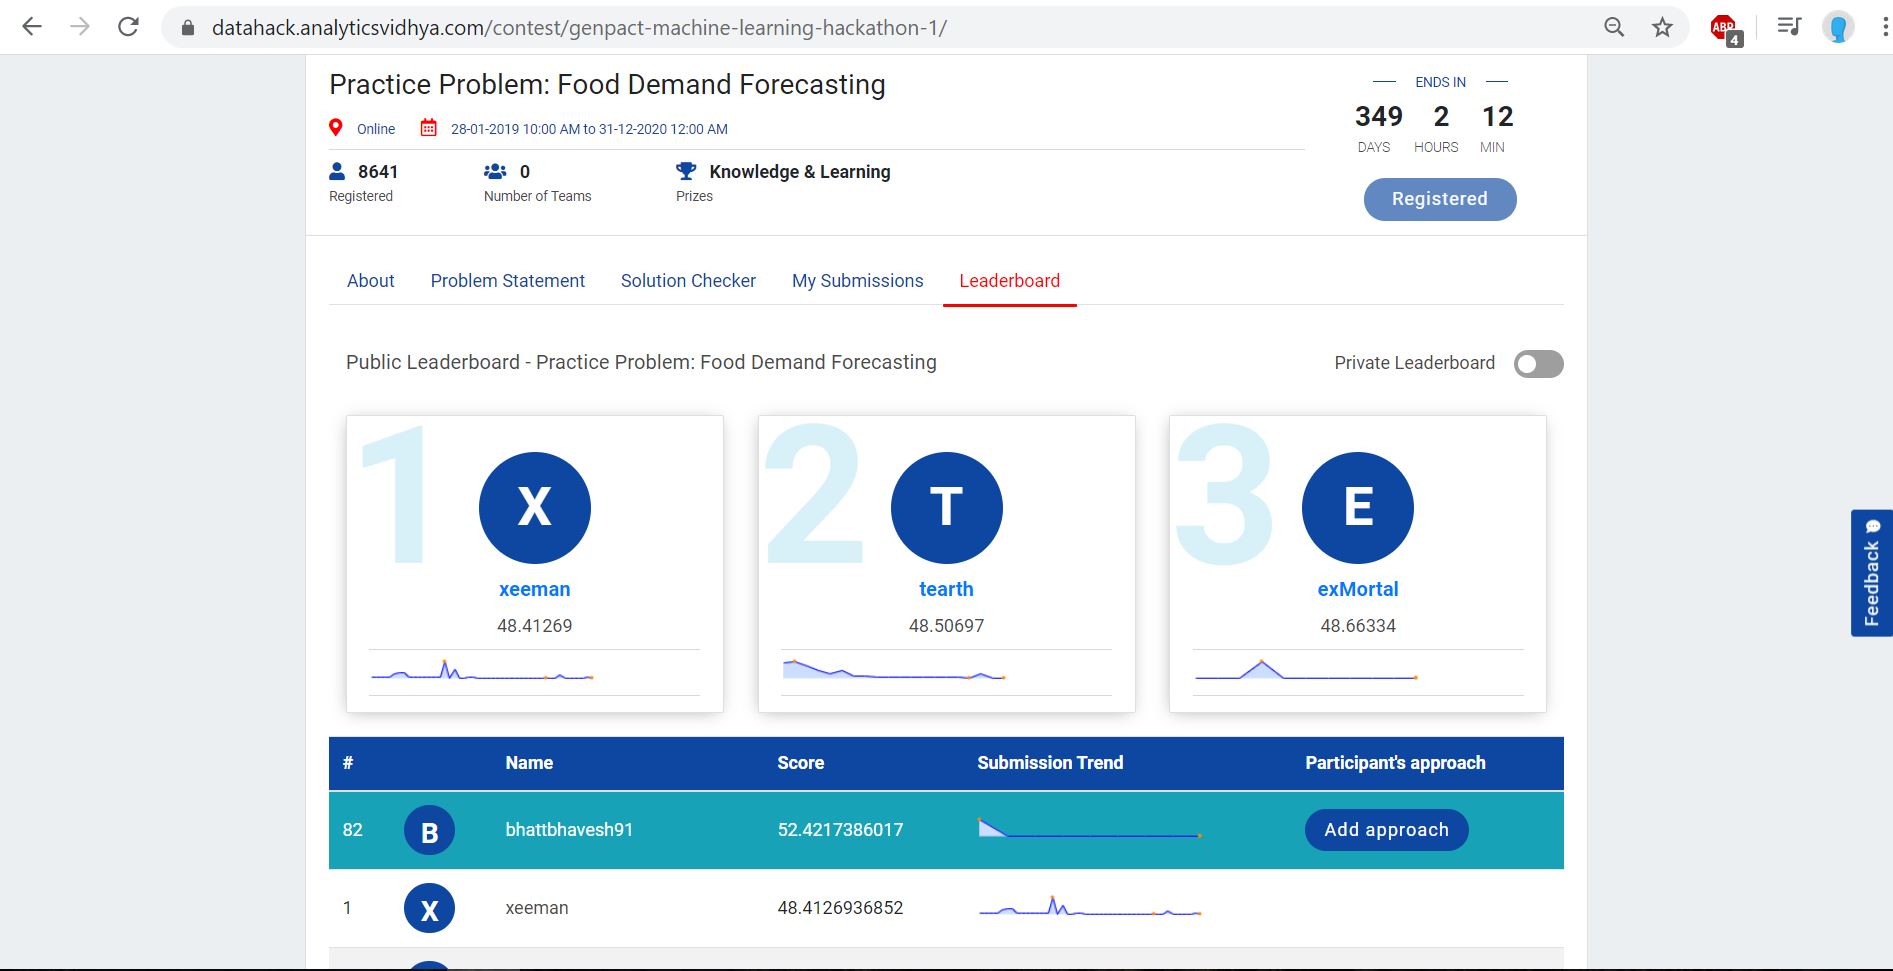 datahack.analyticsvidhya.com/contest/genpact-machine-learning-hackathon-1/
ABP
4
Practice Problem: Food Demand Forecasting
Online 28-01-2019 10:00 AM to 31-12-2020 12:00 AM
8641 0 Knowledge & Learning
Registered Number of Teams Prizes
ENDS IN
349 2 12
DAYS HOURS MIN
Registered
About Problem Statement Solution Checker My Submissions Leaderboard
Public Leaderboard - Practice Problem: Food Demand Forecasting Private Leaderboard
1 X
xeeman
48.41269
2 T
tearth
48.50697
3 E
exMortal
48.66334
Feedback
# Name Score Submission Trend Participant's approach
82 B bhattbhavesh91 52.4217386017 Add approach
1 X xeeman 48.4126936852